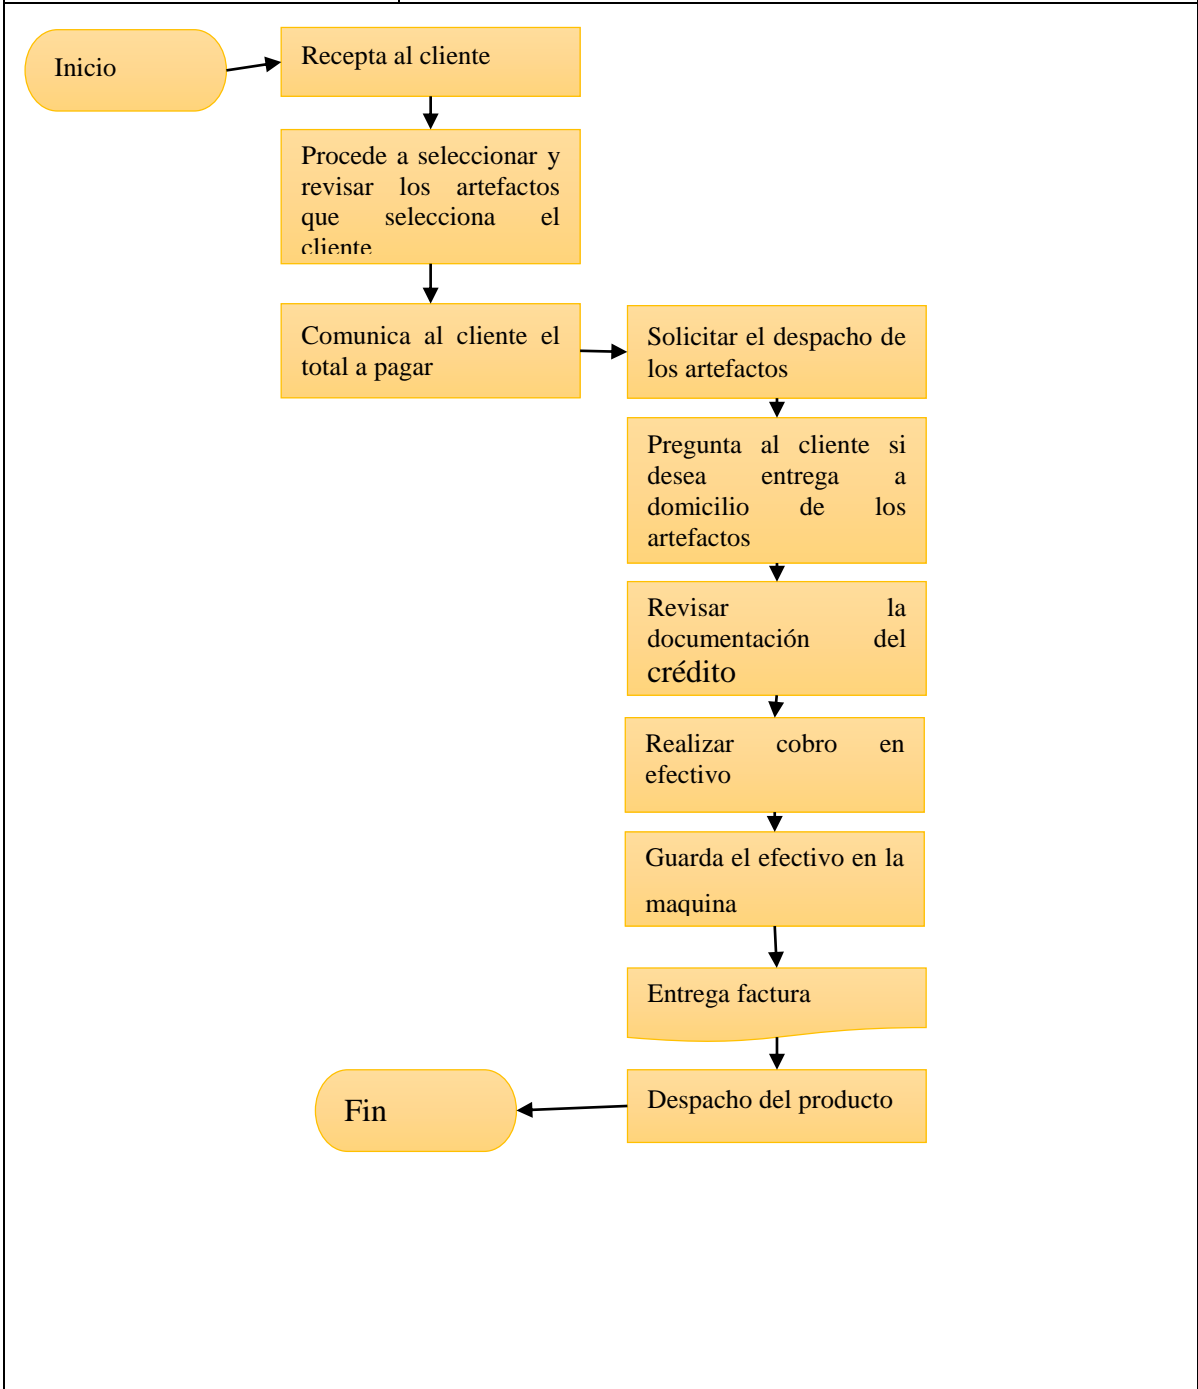 Inicio
Recepta al cliente
Procede a seleccionar y
revisar los artefactos
que selecciona el
cliente
Comunica al cliente el
total a pagar
Solicitar el despacho de
los artefactos
Pregunta al cliente si
desea entrega a
domicilio de los
artefactos
Revisar la
documentación del
crédito
Realizar cobro en
efectivo
Guarda el efectivo en la
maquina
Entrega factura
Despacho del producto
Fin